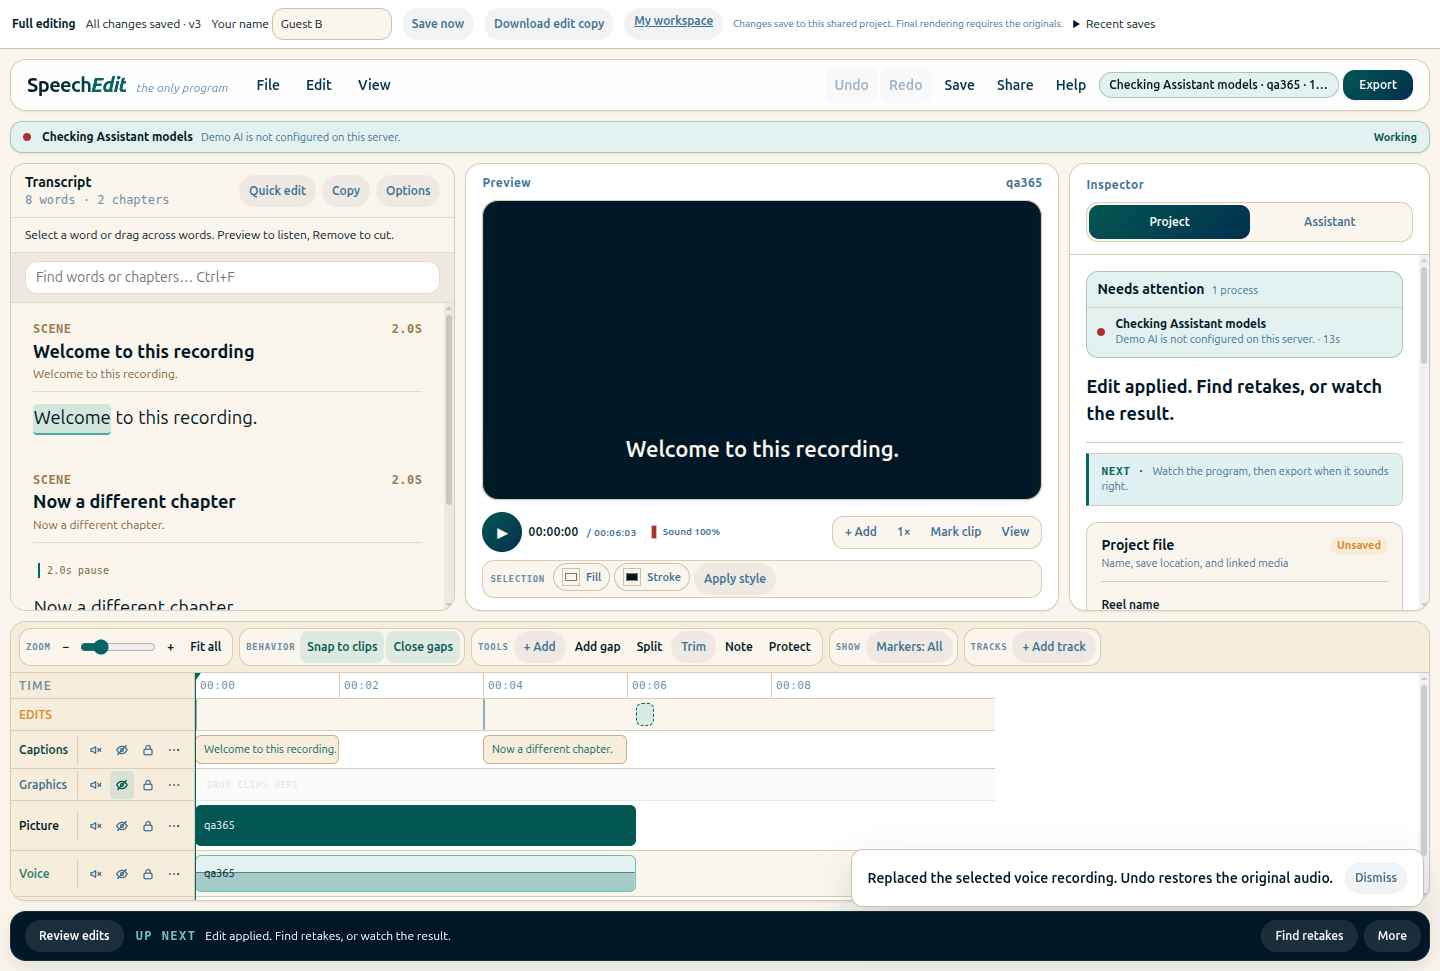 Full editing All changes saved · v3 Your name Guest B Save now Download edit copy My workspace Changes save to this shared project. Final rendering requires the originals. ▶ Recent saves
SpeechEdit the only program File Edit View Undo Redo Save Share Help Checking Assistant models · qa365 · 1… Export
Checking Assistant models Demo AI is not configured on this server. Working
Transcript
8 words · 2 chapters
Quick edit Copy Options
Select a word or drag across words. Preview to listen, Remove to cut.
Find words or chapters… Ctrl+F
SCENE 2.0S
Welcome to this recording
Welcome to this recording.
Welcome to this recording.
SCENE 2.0S
Now a different chapter
Now a different chapter.
2.0s pause
Now a different chapter
Preview qa365
Welcome to this recording.
00:00:00 / 00:06:03 Sound 100% + Add 1× Mark clip View
SELECTION Fill Stroke Apply style
Inspector
Project Assistant
Needs attention 1 process
Checking Assistant models
Demo AI is not configured on this server. · 13s
Edit applied. Find retakes, or watch
the result.
NEXT · Watch the program, then export when it sounds
right.
Project file Unsaved
Name, save location, and linked media
Reel name
ZOOM − + Fit all BEHAVIOR Snap to clips Close gaps TOOLS + Add Add gap Split Trim Note Protect SHOW Markers: All TRACKS + Add track
TIME 00:00 00:02 00:04 00:06 00:08
EDITS
Captions Welcome to this recording. Now a different chapter.
Graphics DROP CLIPS HERE
Picture qa365
Voice qa365
Replaced the selected voice recording. Undo restores the original audio. Dismiss
Review edits UP NEXT Edit applied. Find retakes, or watch the result. Find retakes More